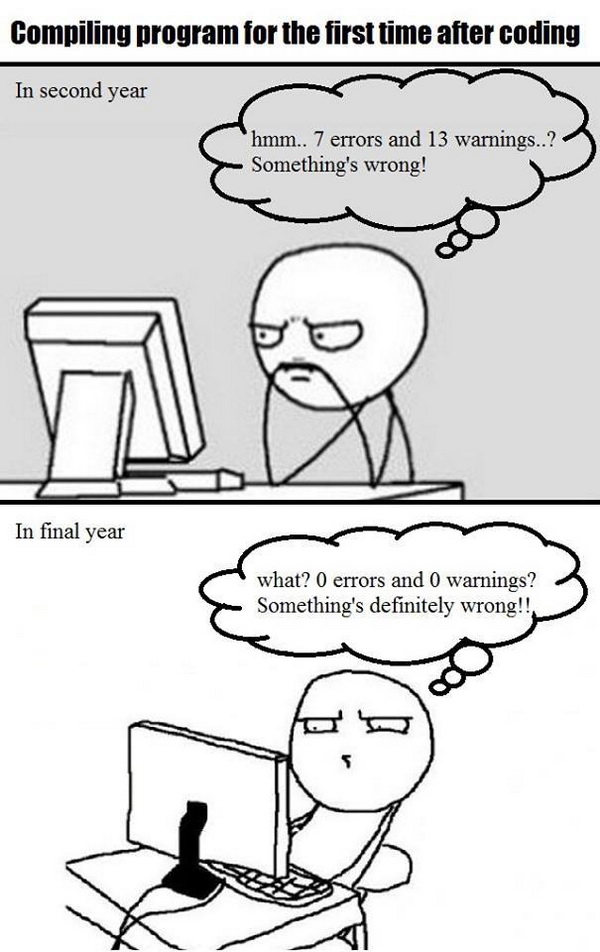 Compiling program for the first time after coding
In second year
hmm.. 7 errors and 13 warnings..?
Something's wrong!
In final year
what? 0 errors and 0 warnings?
Something's definitely wrong!!